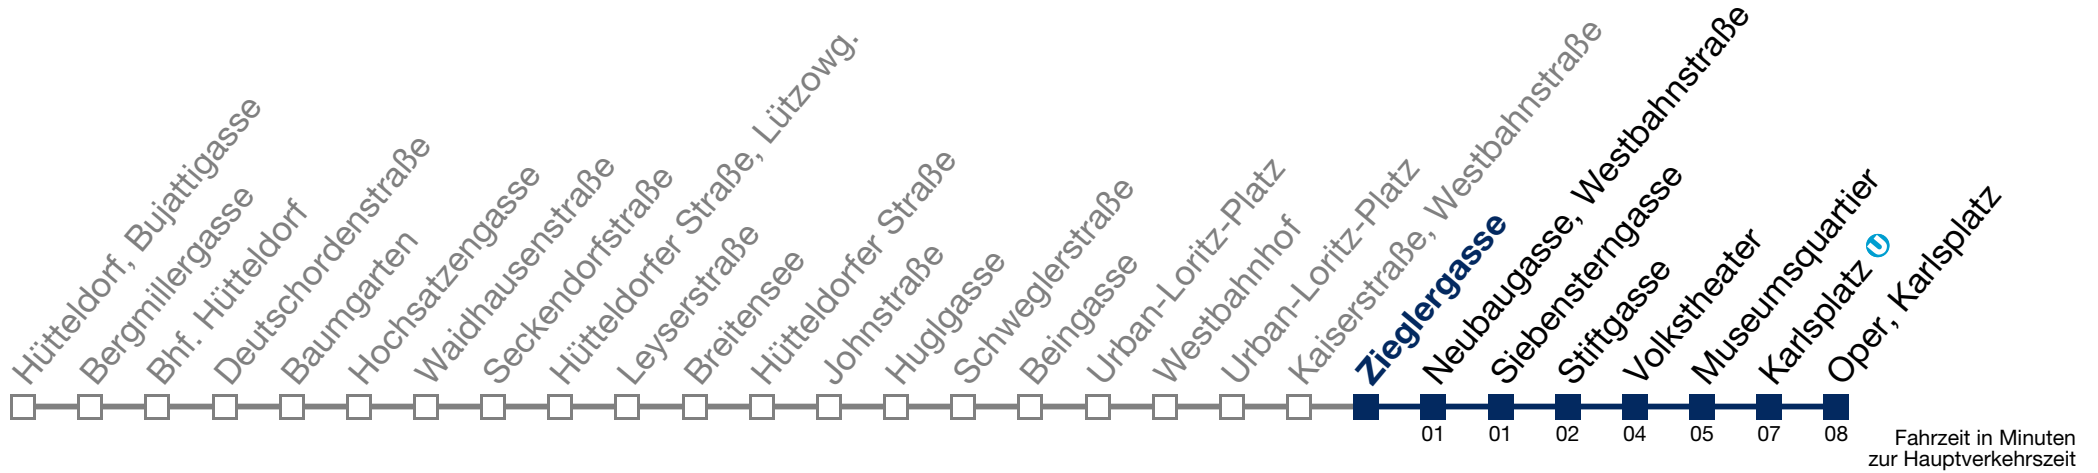 Hütteldorf, Bujattigasse
Bergmillergasse
Bhf. Hütteldorf
Deutschordenstraße
Baumgarten
Hochsatzengasse
Waidhausenstraße
Seckendorfstraße
Hütteldorfer Straße, Lützowg.
Leyserstraße
Breitensee
Hütteldorfer Straße
Johnstraße
Huglgasse
Schweglerstraße
Beingasse
Urban-Loritz-Platz
Westbahnhof
Urban-Loritz-Platz
Kaiserstraße, Westbahnstraße
Zieglergasse
Neubaugasse, Westbahnstraße
Siebensterngasse
Stiftgasse
Volkstheater
Museumsquartier
Karlsplatz U
Oper, Karlsplatz
01 01 02 04 05 07 08
Fahrzeit in Minuten
zur Hauptverkehrszeit